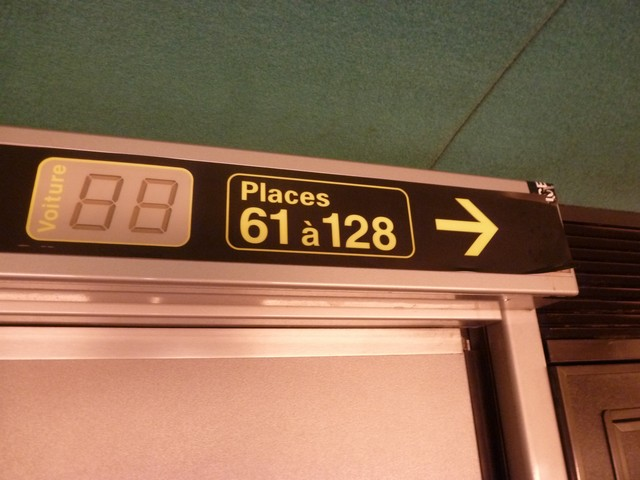 Voiture
Places
61 à 128